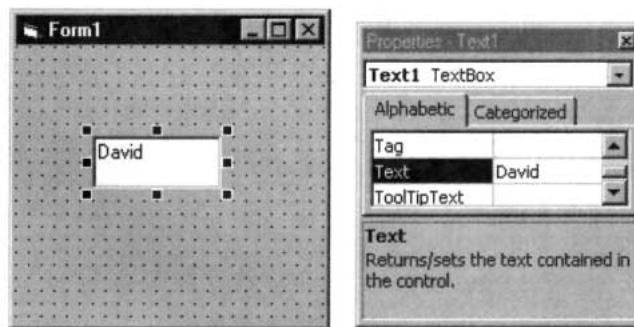 Form1
David
Properties - Text1
Text1 TextBox
Alphabetic Categorized
Tag
Text David
ToolTipText
Text
Returns/sets the text contained in
the control.